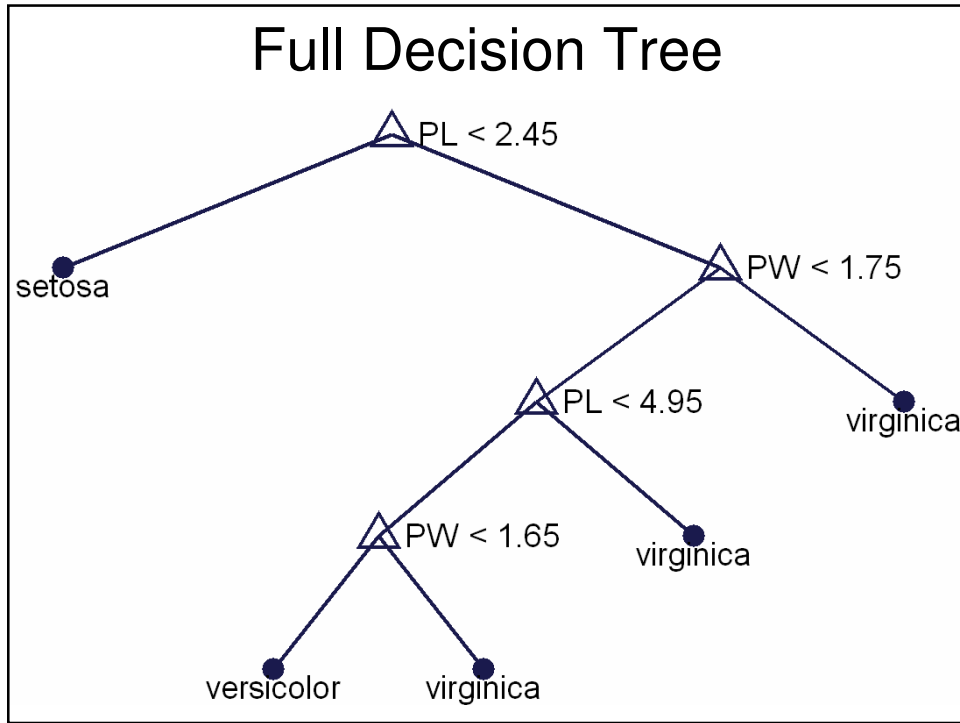 Full Decision Tree
PL < 2.45
setosa
PW < 1.75
PL < 4.95
virginica
PW < 1.65
virginica
versicolor
virginica